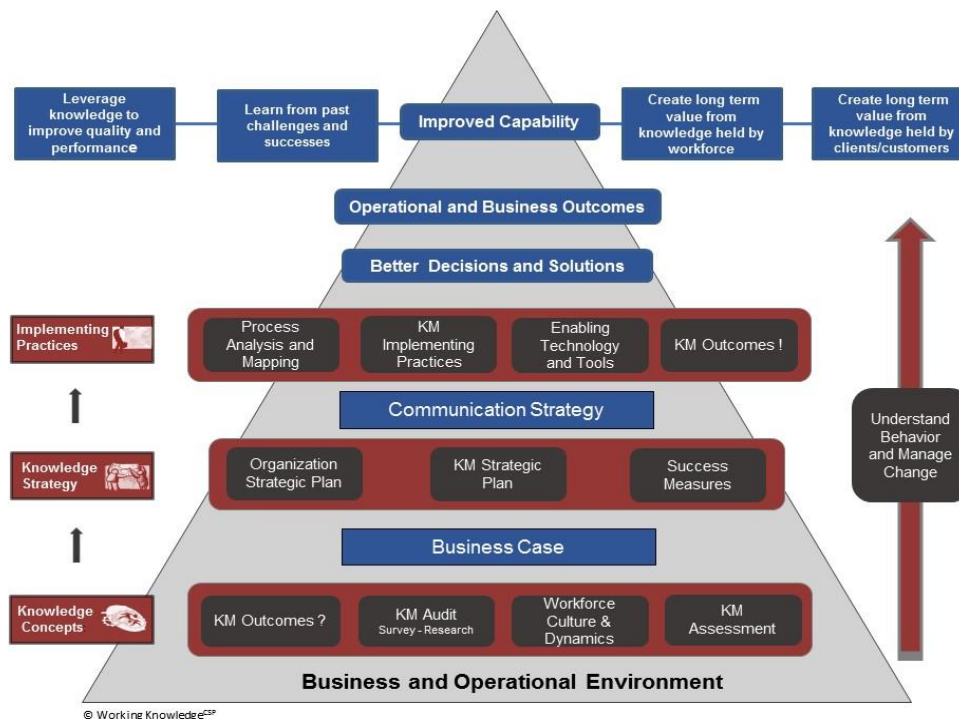 Leverage
knowledge to
improve quality and
performance
Learn from past
challenges and
successes
Improved Capability
Create long term
value from
knowledge held by
workforce
Create long term
value from
knowledge held by
clients/customers
Operational and Business Outcomes
Better Decisions and Solutions
Implementing
Practices
Process
Analysis and
Mapping
KM
Implementing
Practices
Enabling
Technology
and Tools
KM Outcomes !
Communication Strategy
Understand
Behavior
and Manage
Change
Knowledge
Strategy
Organization
Strategic Plan
KM Strategic
Plan
Success
Measures
Business Case
Knowledge
Concepts
KM Outcomes ?
KM Audit
Survey - Research
Workforce
Culture &
Dynamics
KM
Assessment
Business and Operational Environment
© Working KnowledgeCSP